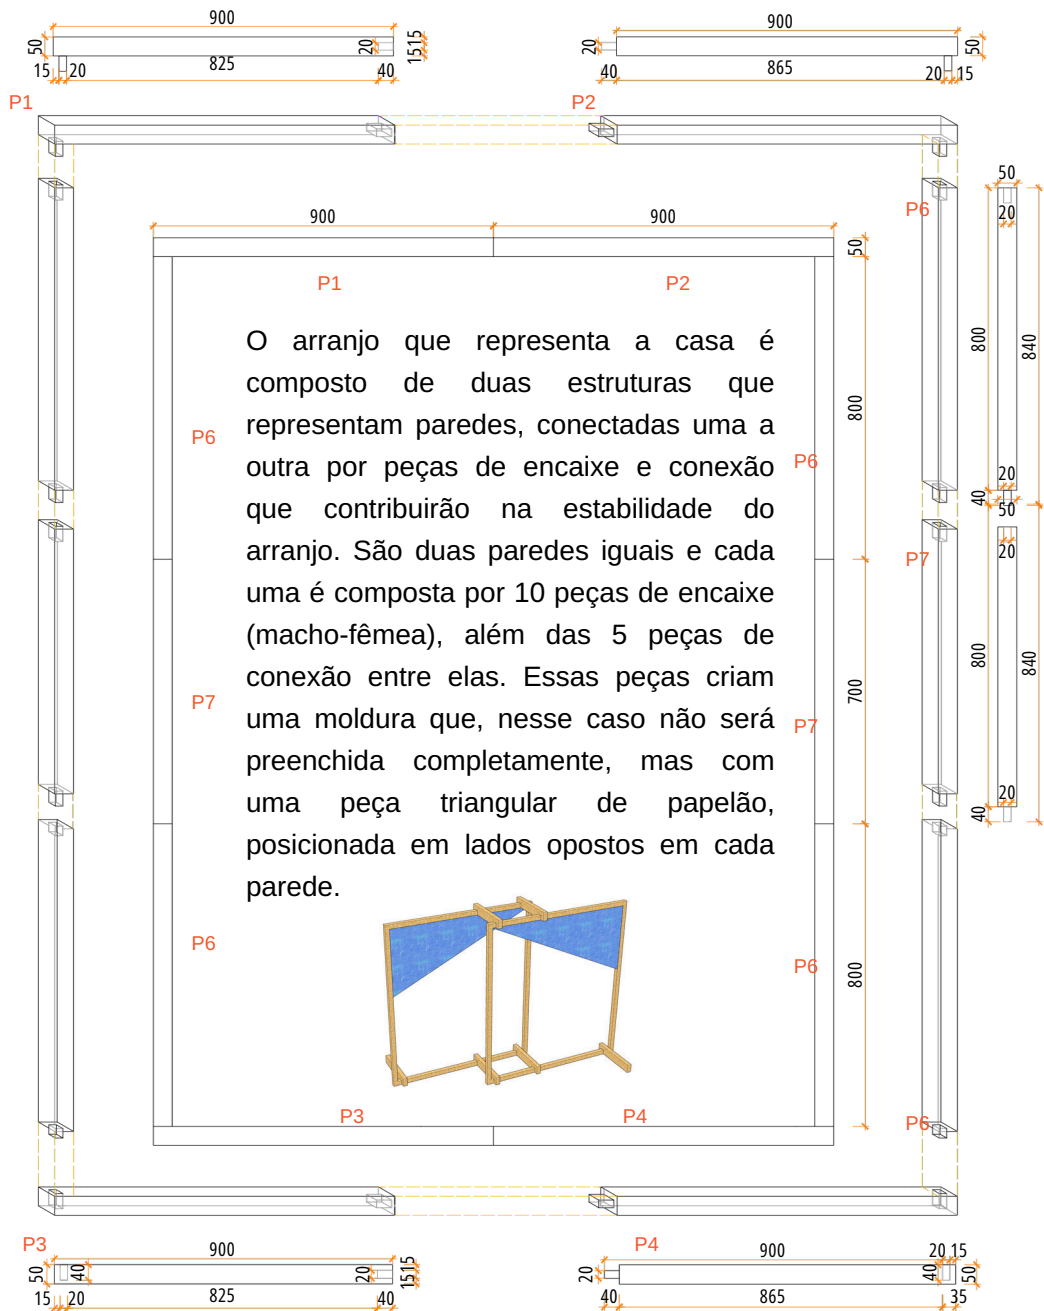 900
50
20
15 15
15
20
825
40
900
20
50
40
865
20
15
P1
P2
50
P6
20
900
900
50
P1
P2
O arranjo que representa a casa é
composto de duas estruturas que
representam paredes, conectadas uma a
outra por peças de encaixe e conexão
que contribuirão na estabilidade do
arranjo. São duas paredes iguais e cada
uma é composta por 10 peças de encaixe
(macho-fêmea), além das 5 peças de
conexão entre elas. Essas peças criam
uma moldura que, nesse caso não será
preenchida completamente, mas com
uma peça triangular de papelão,
posicionada em lados opostos em cada
parede.
800
800
840
P6
P6
20
40
50
P7
20
800
840
P7
P7
700
20
40
P6
P6
800
P3
P4
P6
P3
P4
900
50
40
20
15 15
15
20
825
40
900
20 15
20
40
50
40
865
35